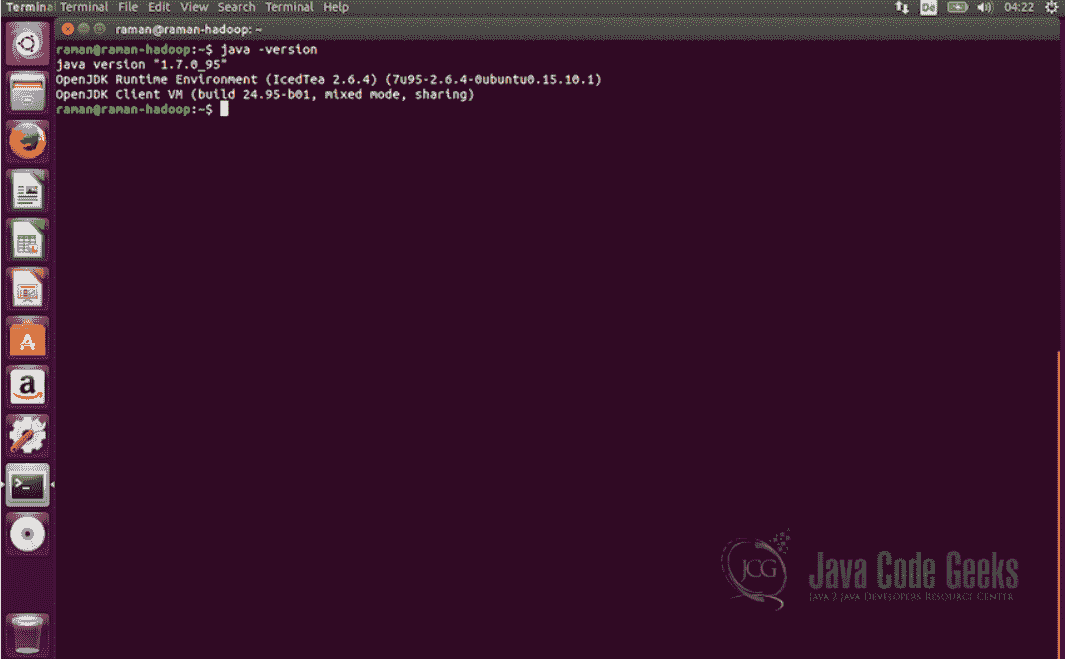 Terminal Terminal File Edit View Search Terminal Help De 04:22
raman@raman-hadoop: ~
raman@raman-hadoop:~$ java -version
java version "1.7.0_95"
OpenJDK Runtime Environment (IcedTea 2.6.4) (7u95-2.6.4-0ubuntu0.15.10.1)
OpenJDK Client VM (build 24.95-b01, mixed mode, sharing)
raman@raman-hadoop:~$
A
a
>_
JCG
Java Code Geeks
JAVA 2 JAVA DEVELOPERS RESOURCE CENTER